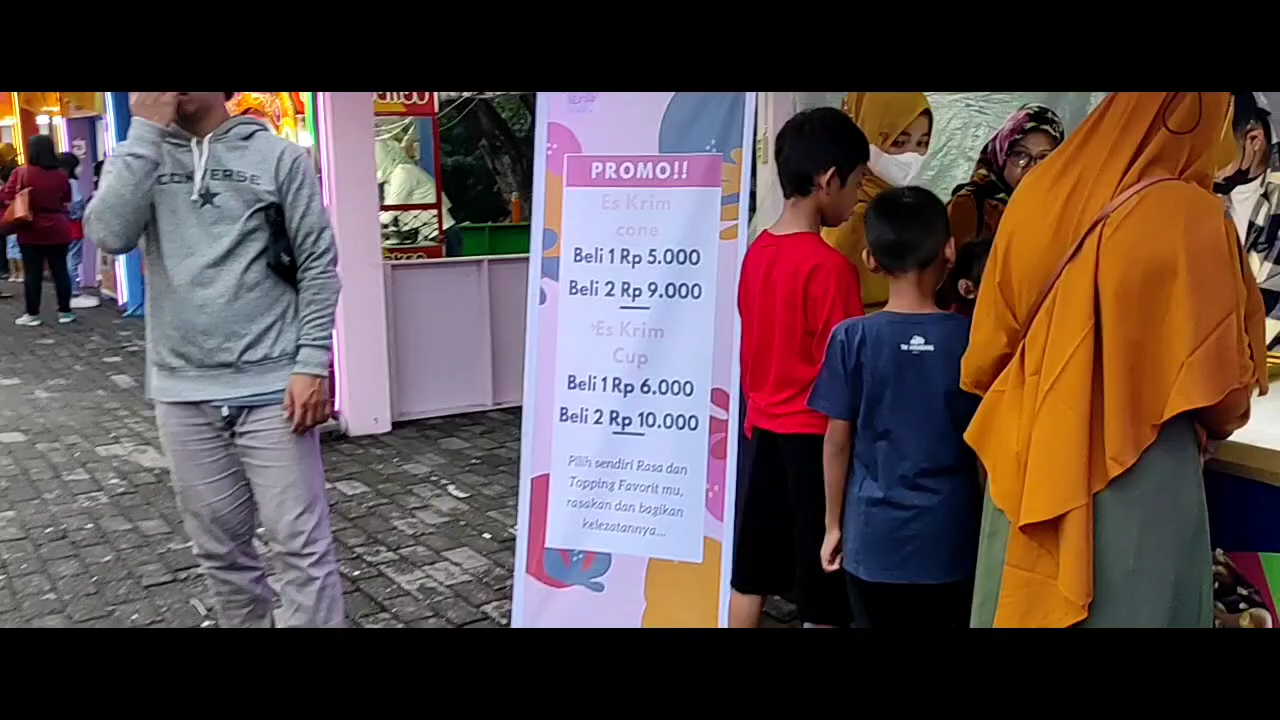 CONVERSE
PROMO!!
Es Krim
cone
Beli 1 Rp 5.000
Beli 2 Rp 9.000
Es Krim
Cup
Beli 1 Rp 6.000
Beli 2 Rp 10.000
Pilih sendiri Rasa dan
Topping Favorit mu,
rasakan dan bagikan
kelezatannya...